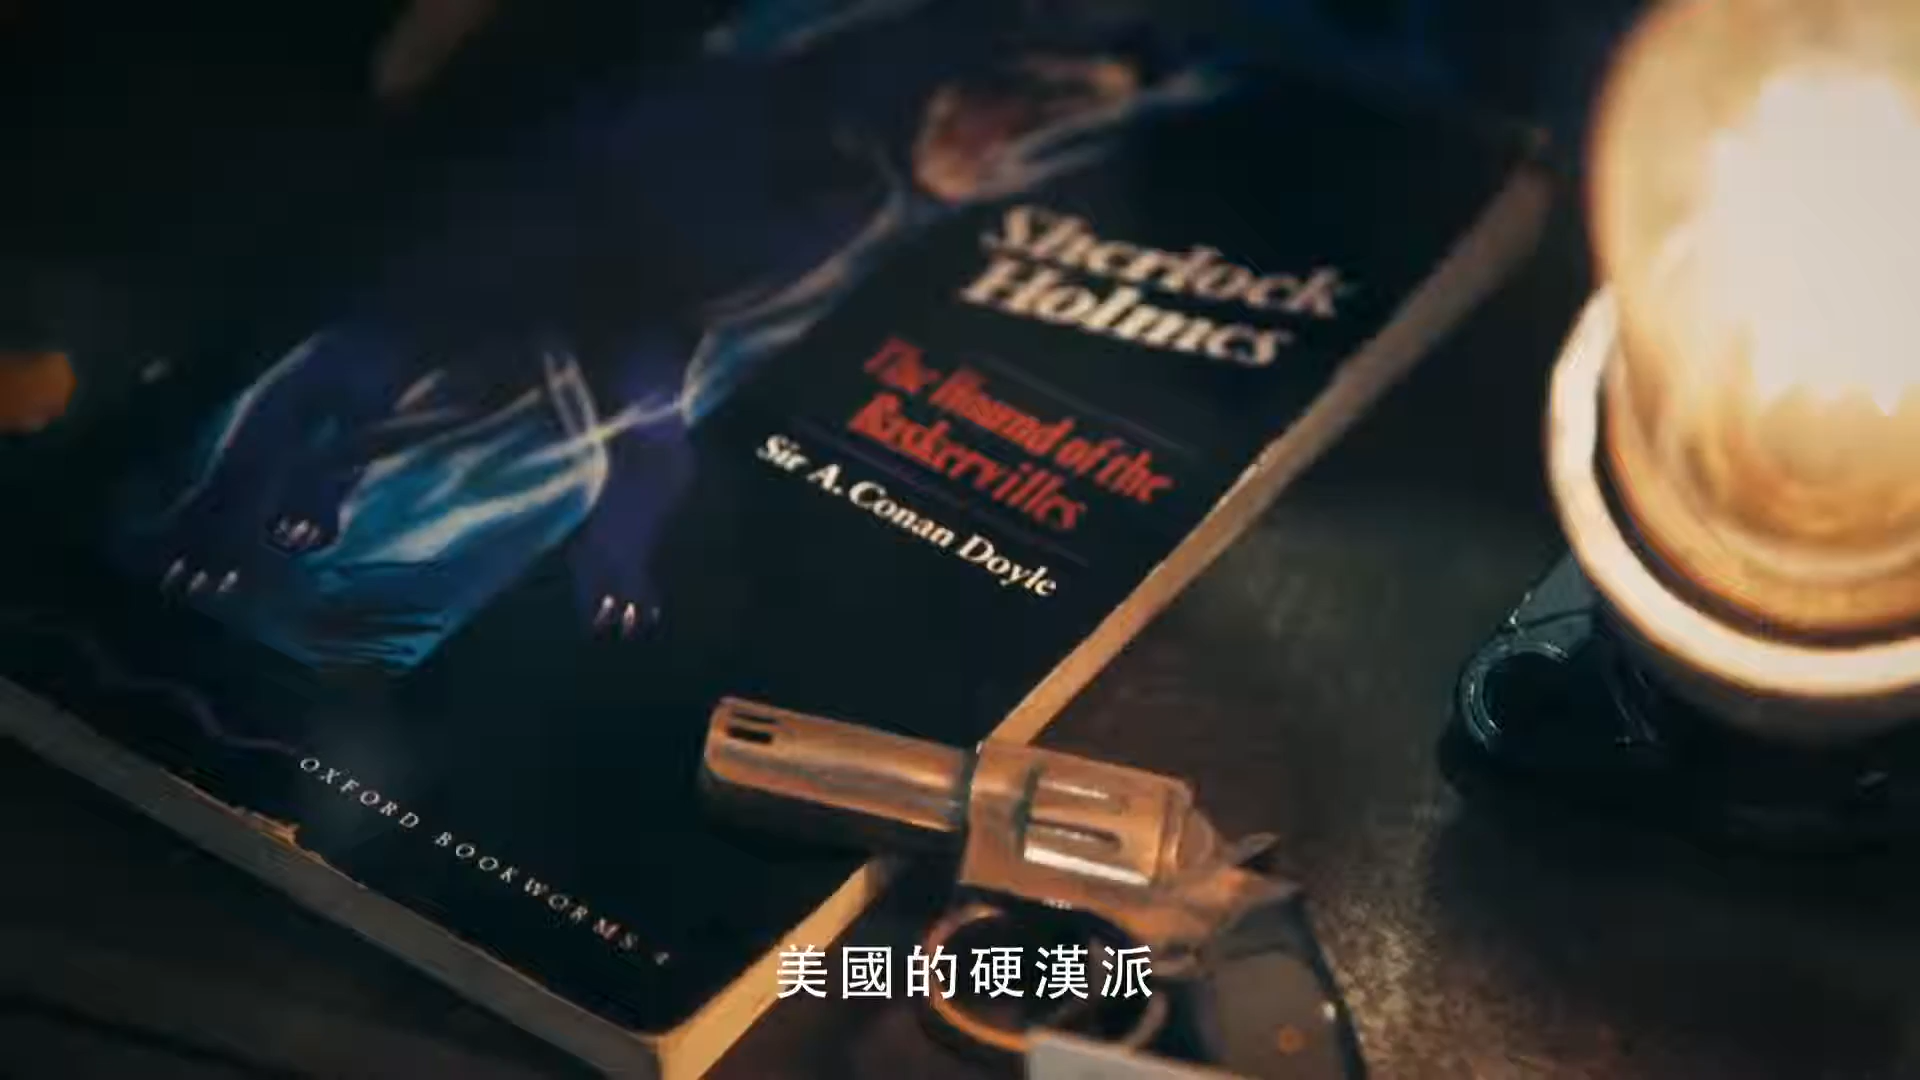 Sherlock
Holmes
The Hound of the
Baskervilles
Sir A. Conan Doyle
OXFORD BOOKWORMS 4
美國的硬漢派